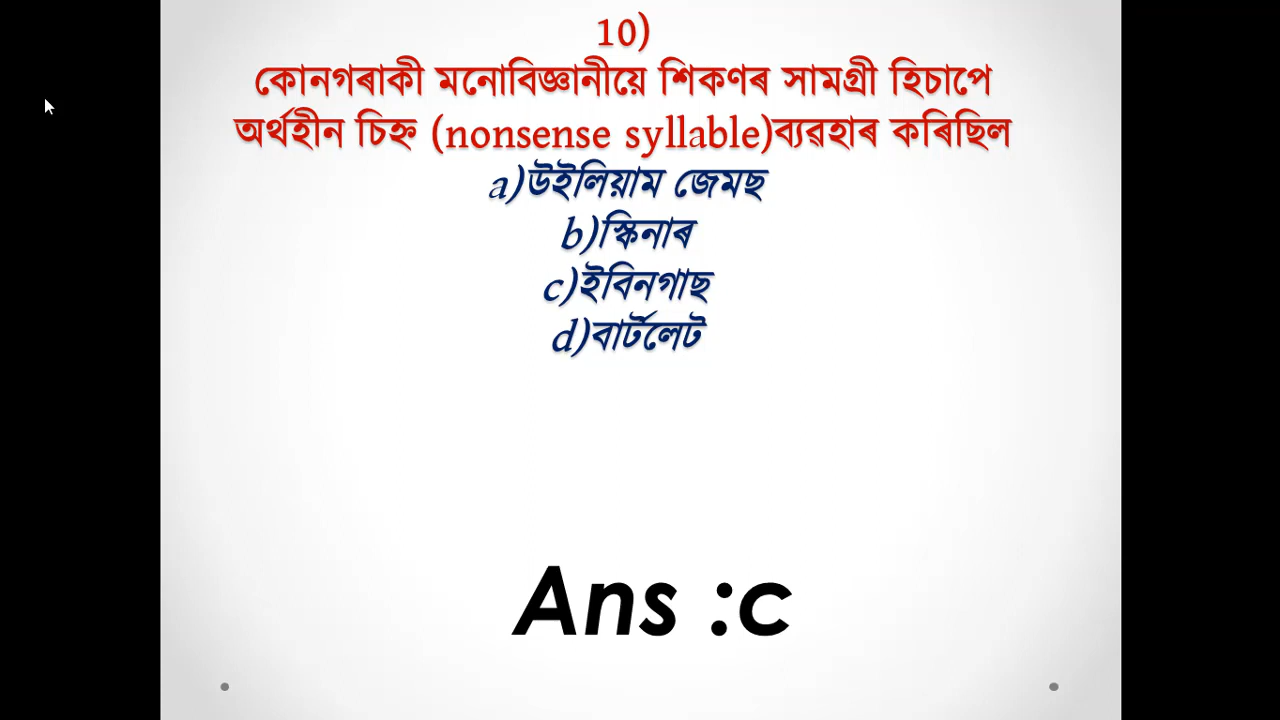 10)
কোনগৰাকী মনোবিজ্ঞানীয়ে শিকণৰ সামগ্ৰী হিচাপে
অৰ্থহীন চিহ্ন (nonsense syllable)ব্যৱহাৰ কৰিছিল
a)উইলিয়াম জেমছ
b)স্কিনাৰ
c)ইবিনগাছ
d)বাৰ্টলেট
Ans :c